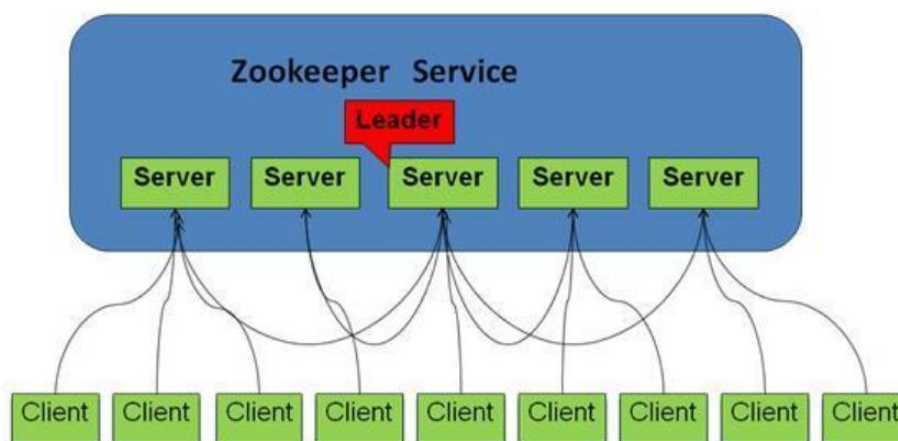 Zookeeper Service
Leader
Server Server Server Server Server
Client Client Client Client Client Client Client Client Client